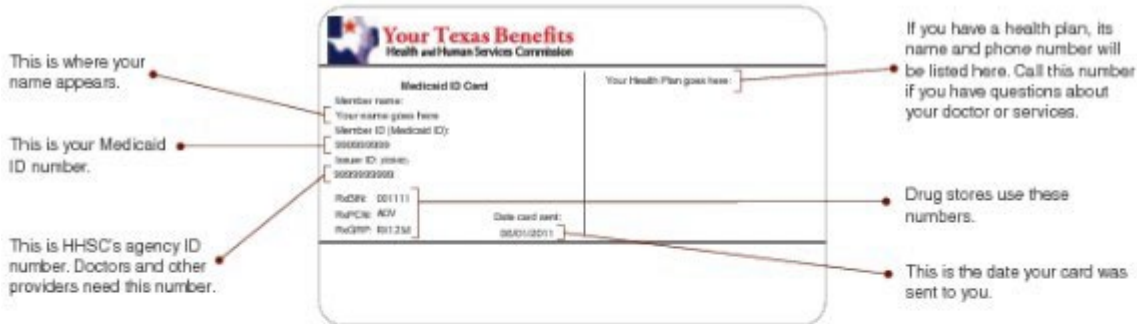 This is where your
name appears.
This is your Medicaid
ID number.
This is HHSC's agency ID
number. Doctors and other
providers need this number.
Your Texas Benefits
Health and Human Services Commission
Medicaid ID Card
Member name:
Your name goes here
Member ID (Medicaid ID):
999999999
Issuer ID:
9999999999
RxBIN: 001111
RxPCN: ADV
RxGRP:
Date card sent:
08/01/2011
Your Health Plan goes here:
If you have a health plan, its
name and phone number will
be listed here. Call this number
if you have questions about
your doctor or services.
Drug stores use these
numbers.
This is the date your card was
sent to you.